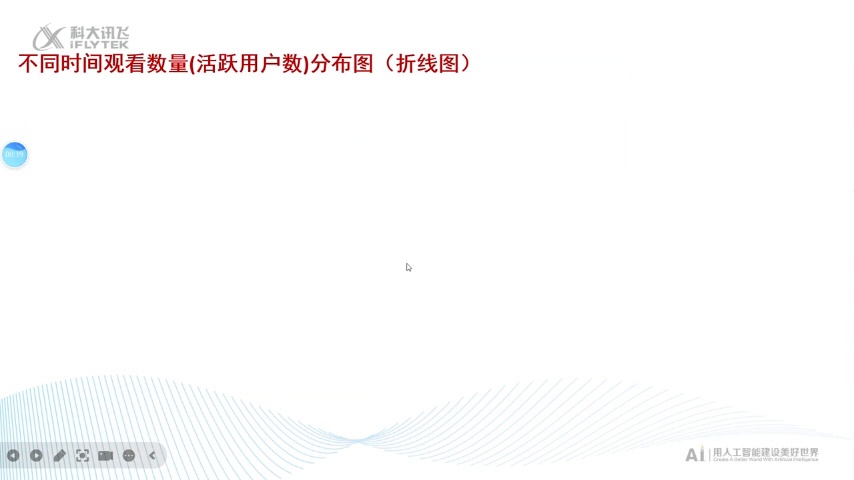 科大讯飞
iFLYTEK
不同时间观看数量(活跃用户数)分布图（折线图）
00:19
AI 用人工智能建设美好世界
Create A Better World With Artificial Intelligence